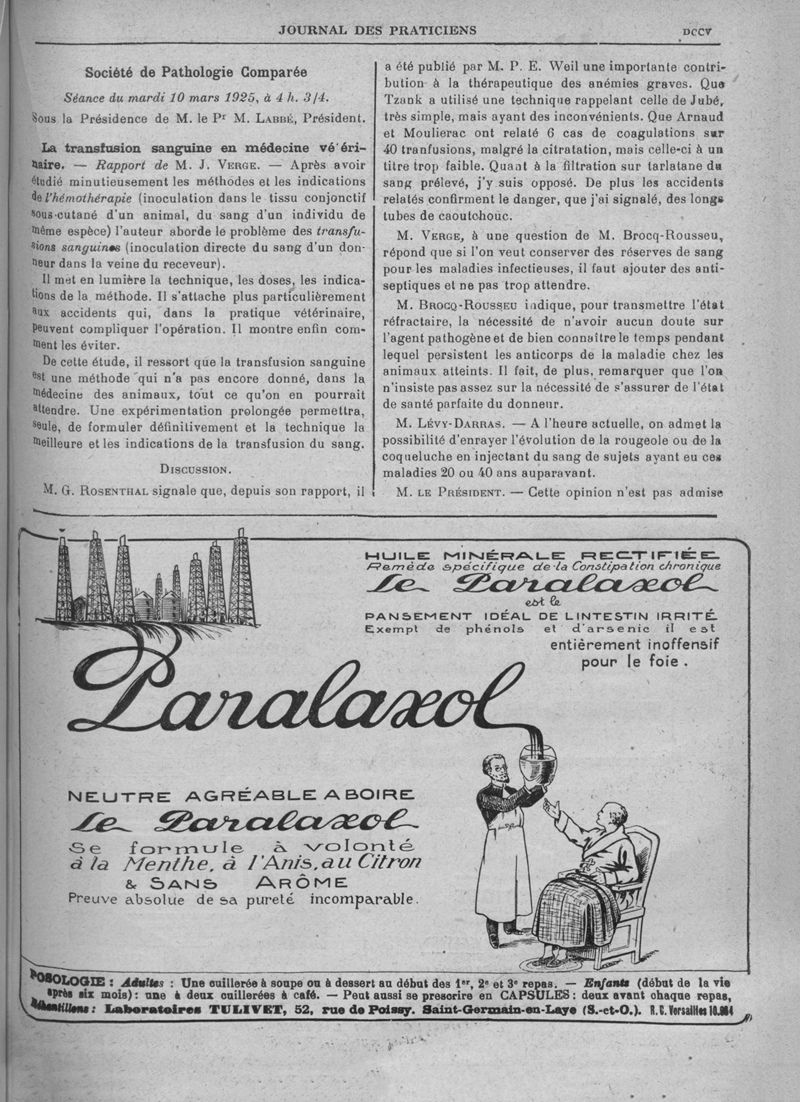 JOURNAL DES PRATICIENS
DCCV
Société de Pathologie Comparée
Séance du mardi 10 mars 1925, à 4 h. 3/4.
Sous la Présidence de M. le Pr M. LABBÉ, Président.
La transfusion sanguine en médecine vétéri-
naire. — Rapport de M. J. VERGE. — Après avoir
étudié minutieusement les méthodes et les indications
de l'hémothérapie (inoculation dans le tissu conjonctif
sous-cutané d'un animal, du sang d'un individu de
même espèce) l'auteur aborde le problème des transfu-
sions sanguines (inoculation directe du sang d'un don-
neur dans la veine du receveur).
Il met en lumière la technique, les doses, les indica-
tions de la méthode. Il s'attache plus particulièrement
aux accidents qui, dans la pratique vétérinaire,
peuvent compliquer l'opération. Il montre enfin com-
ment les éviter.
De cette étude, il ressort que la transfusion sanguine
est une méthode qui n'a pas encore donné, dans la
médecine des animaux, tout ce qu'on en pourrait
attendre. Une expérimentation prolongée permettra,
seule, de formuler définitivement et la technique la
meilleure et les indications de la transfusion du sang.
DISCUSSION.
M. G. ROSENTHAL signale que, depuis son rapport, il
a été publié par M. P. E. Weil une importante contri-
bution à la thérapeutique des anémies graves. Que
Tzank a utilisé une technique rappelant celle de Jubé,
très simple, mais ayant des inconvénients. Que Arnaud
et Moulierac ont relaté 6 cas de coagulations sur
40 tranfusions, malgré la citratation, mais celle-ci à un
titre trop faible. Quant à la filtration sur tarlatane du
sang prélevé, j'y suis opposé. De plus les accidents
relatés confirment le danger, que j'ai signalé, des longs
tubes de caoutchouc.
M. VERGE, à une question de M. Brocq-Rousseu,
répond que si l'on veut conserver des réserves de sang
pour les maladies infectieuses, il faut ajouter des anti-
septiques et ne pas trop attendre.
M. BROCQ-ROUSSEU indique, pour transmettre l'état
réfractaire, la nécessité de n'avoir aucun doute sur
l'agent pathogène et de bien connaître le temps pendant
lequel persistent les anticorps de la maladie chez les
animaux atteints. Il fait, de plus, remarquer que l'on
n'insiste pas assez sur la nécessité de s'assurer de l'état
de santé parfaite du donneur.
M. LÉVY-DARRAS. — A l'heure actuelle, on admet la
possibilité d'enrayer l'évolution de la rougeole ou de la
coqueluche en injectant du sang de sujets ayant eu ces
maladies 20 ou 40 ans auparavant.
M. LE PRÉSIDENT. — Cette opinion n'est pas admise
HUILE MINÉRALE RECTIFIÉE
Remède spécifique de la Constipation chronique
Le Paralaxol
est le
PANSEMENT IDÉAL DE LINTESTIN IRRITÉ
Exempt de phénols et d'arsenic il est
entièrement inoffensif
pour le foie.
Paralaxol
NEUTRE AGRÉABLE A BOIRE
Le Paralaxol
Se formule à volonté
à la Menthe, à l'Anis, au Citron
& SANS ARÔME
Preuve absolue de sa pureté incomparable.
POSOLOGIE : Adultes : Une cuillerée à soupe ou à dessert au début des 1er, 2e et 3e repas. — Enfants (début de la vie
après six mois) : une à deux cuillerées à café. — Peut aussi se prescrire en CAPSULES : deux avant chaque repas,
Échantillons : Laboratoires TULIVET, 52, rue de Poissy. Saint-Germain-en-Laye (S.-et-O.). R. C. Versailles 10.984